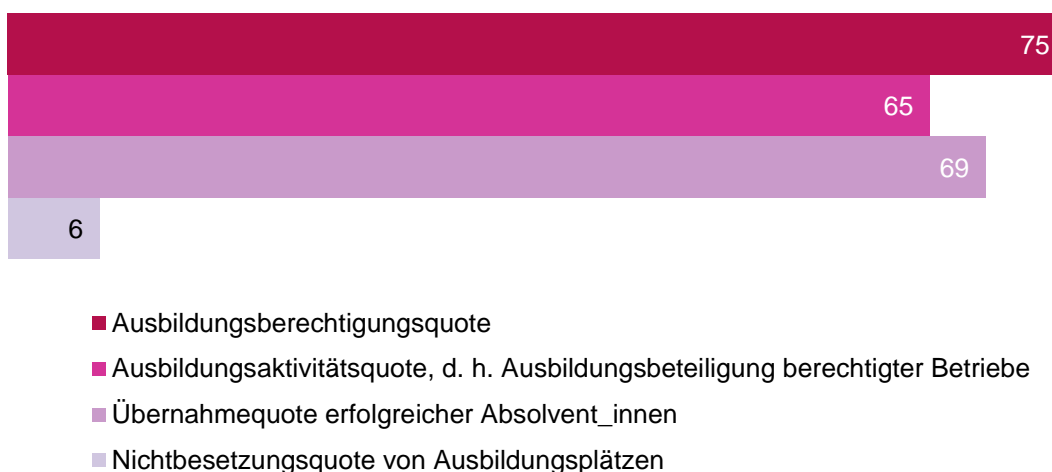 75
65
69
6
Ausbildungsberechtigungsquote
Ausbildungsaktivitätsquote, d. h. Ausbildungsbeteiligung berechtigter Betriebe
Übernahmequote erfolgreicher Absolvent_innen
Nichtbesetzungsquote von Ausbildungsplätzen